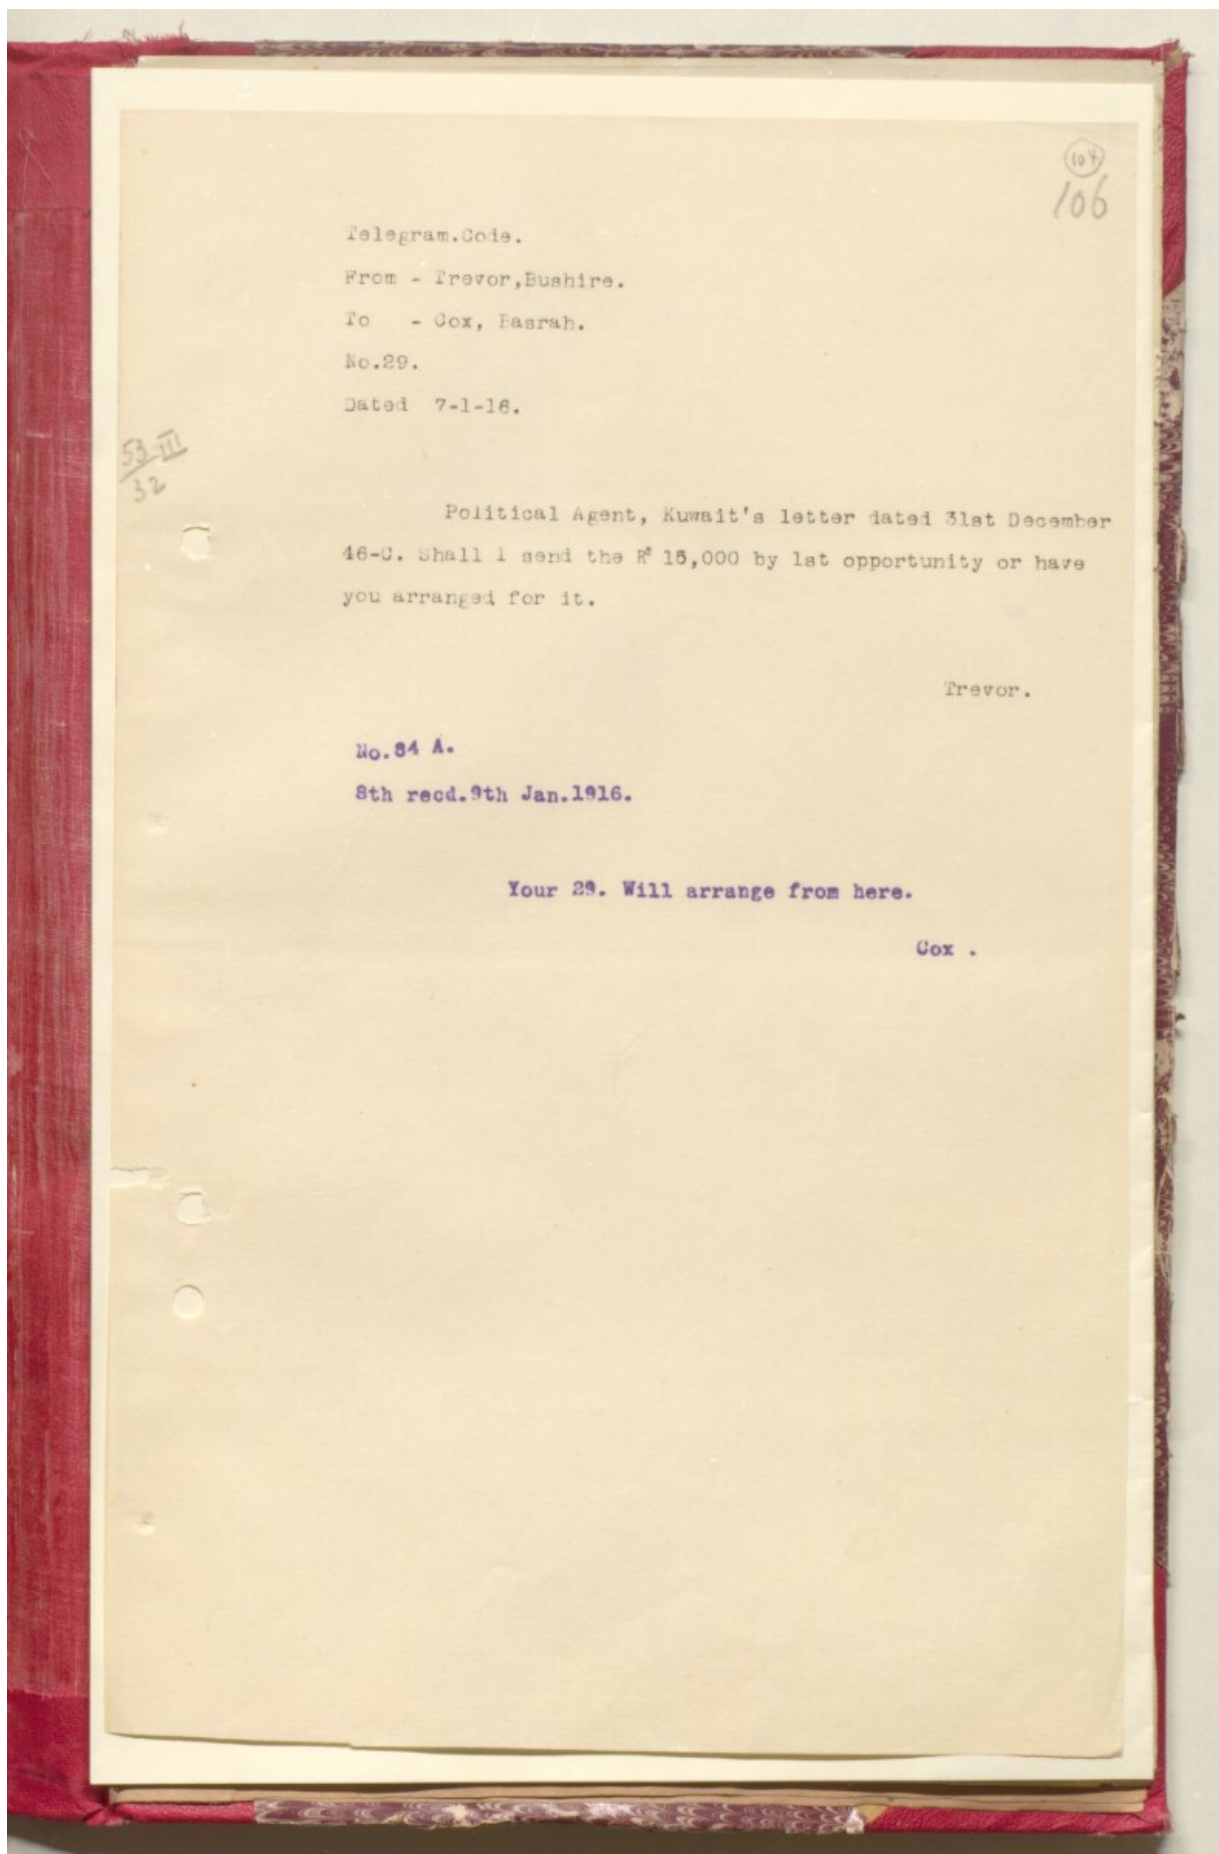 104
106
Telegram.Code.
From - Trevor,Bushire.
To - Cox, Basrah.
No.29.
Dated 7-1-16.
53-III
32
Political Agent, Kuwait's letter dated 31st December
46-C. Shall I send the Rs 15,000 by 1st opportunity or have
you arranged for it.
Trevor.
No.84 A.
8th recd.9th Jan.1916.
Your 29. Will arrange from here.
Cox .